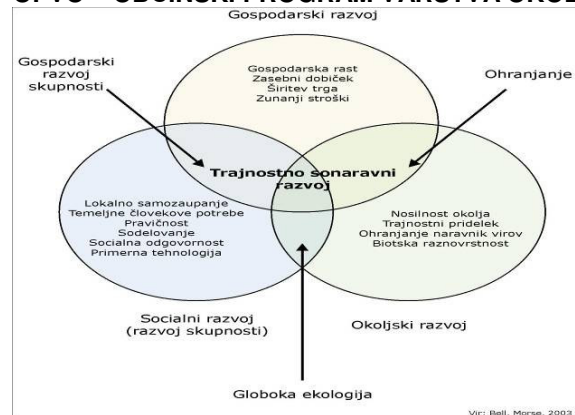 Gospodarski razvoj
Gospodarski
razvoj
skupnosti
Gospodarska rast
Zasebni dobiček
Širitev trga
Zunanji stroški
Ohranjanje
Trajnostno sonaravni
razvoj
Lokalno samozaupanje
Temeljne človekove potrebe
Pravičnost
Sodelovanje
Socialna odgovornost
Primerna tehnologija
Nosilnost okolja
Trajnostni pridelek
Ohranjanje naravnik virov
Biotska raznovrstnost
Socialni razvoj
(razvoj skupnosti)
Okoljski razvoj
Globoka ekologija
Vir: Bell, Morse, 2003